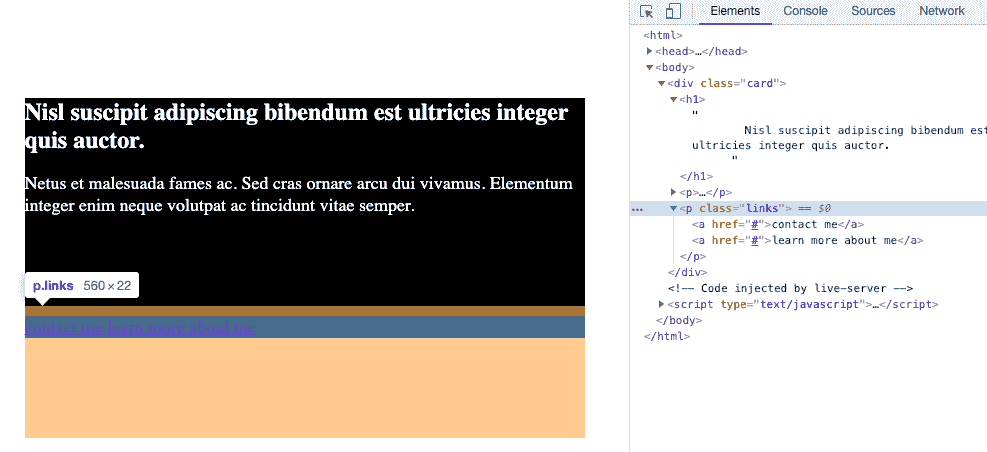 Elements Console Sources Network
<html>
<head>…</head>
<body>
<div class="card">
<h1>
"
Nisl suscipit adipiscing bibendum est
ultricies integer quis auctor.
"
</h1>
<p>…</p>
… <p class="links"> == $0
<a href="#">contact me</a>
<a href="#">learn more about me</a>
</p>
</div>
<!-- Code injected by live-server -->
<script type="text/javascript">…</script>
</body>
</html>
Nisl suscipit adipiscing bibendum est ultricies integer
quis auctor.
Netus et malesuada fames ac. Sed cras ornare arcu dui vivamus. Elementum
integer enim neque volutpat ac tincidunt vitae semper.
p.links 560 × 22
contact me learn more about me